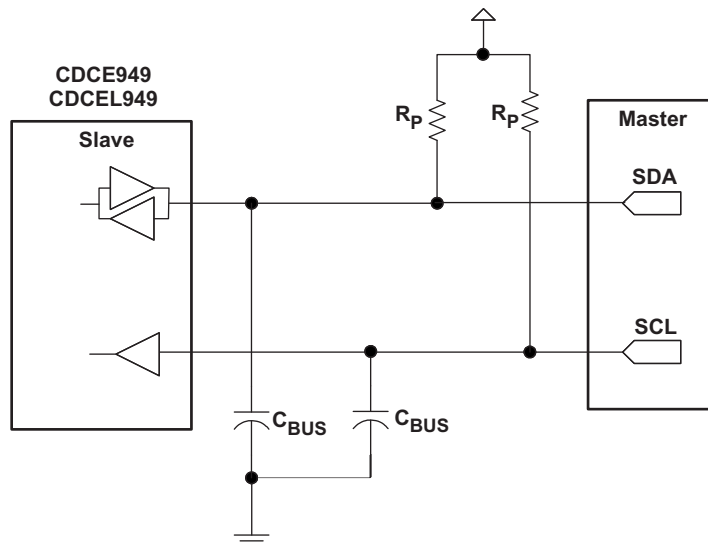 CDCE949
CDCEL949
Slave
R_P
R_P
Master
SDA
SCL
C_BUS
C_BUS